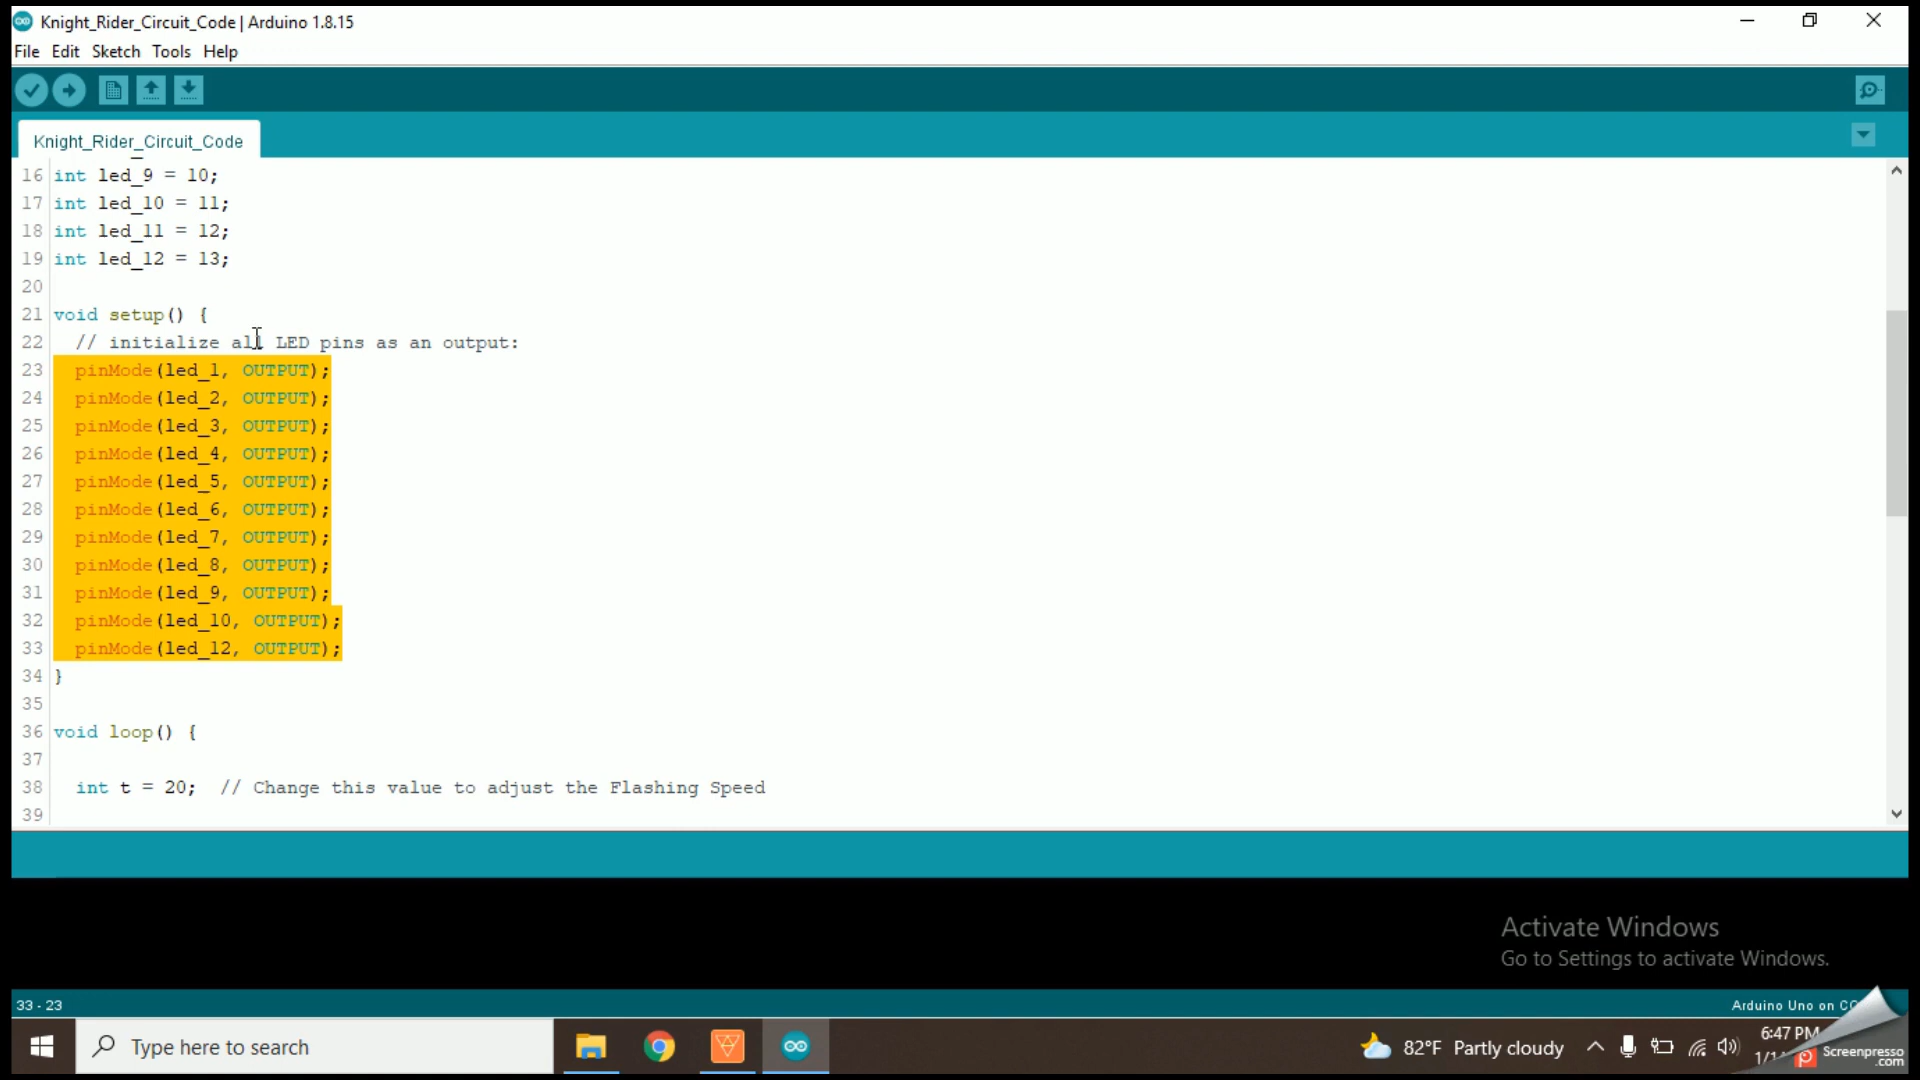 Knight_Rider_Circuit_Code | Arduino 1.8.15
File Edit Sketch Tools Help
Knight_Rider_Circuit_Code
16 int led_9 = 10;
17 int led_10 = 11;
18 int led_11 = 12;
19 int led_12 = 13;
20
21 void setup() {
22 // initialize all LED pins as an output:
23 pinMode(led_1, OUTPUT);
24 pinMode(led_2, OUTPUT);
25 pinMode(led_3, OUTPUT);
26 pinMode(led_4, OUTPUT);
27 pinMode(led_5, OUTPUT);
28 pinMode(led_6, OUTPUT);
29 pinMode(led_7, OUTPUT);
30 pinMode(led_8, OUTPUT);
31 pinMode(led_9, OUTPUT);
32 pinMode(led_10, OUTPUT);
33 pinMode(led_12, OUTPUT);
34 }
35
36 void loop() {
37
38 int t = 20; // Change this value to adjust the Flashing Speed
39
Activate Windows
Go to Settings to activate Windows.
33 - 23
Arduino Uno on
Type here to search
82°F Partly cloudy
6:47 PM
Screenpresso
.com